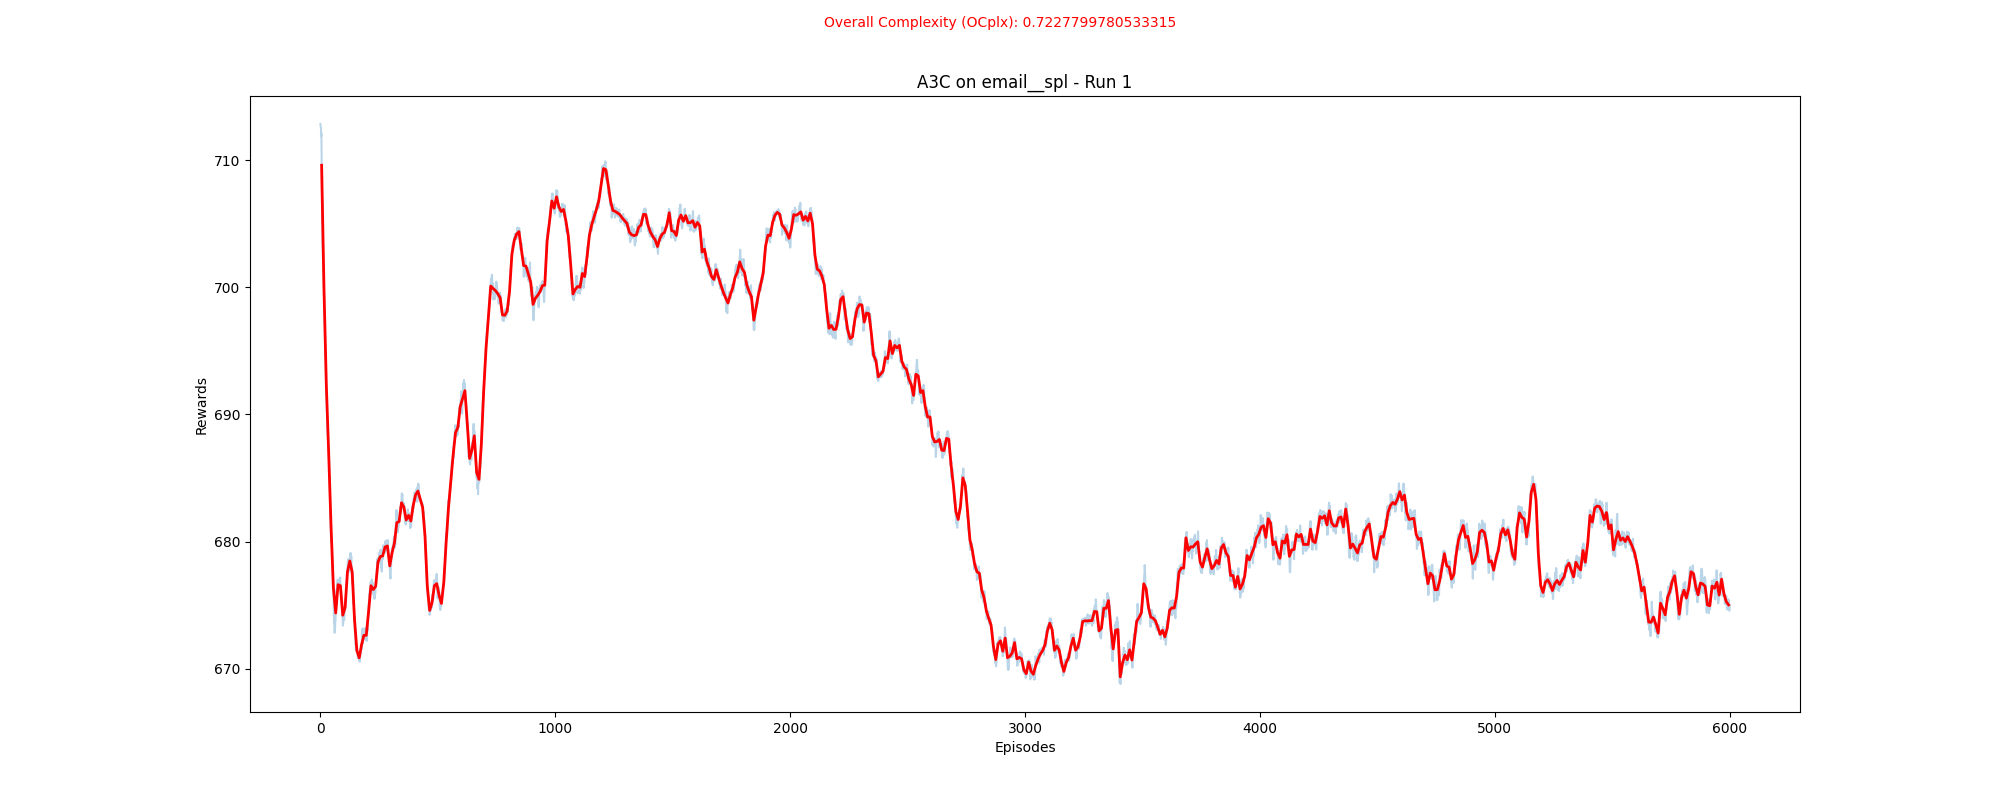 Overall Complexity (OCplx): 0.7227799780533315
A3C on email__spl - Run 1
Rewards
710
700
690
680
670
0 1000 2000 3000 4000 5000 6000
Episodes